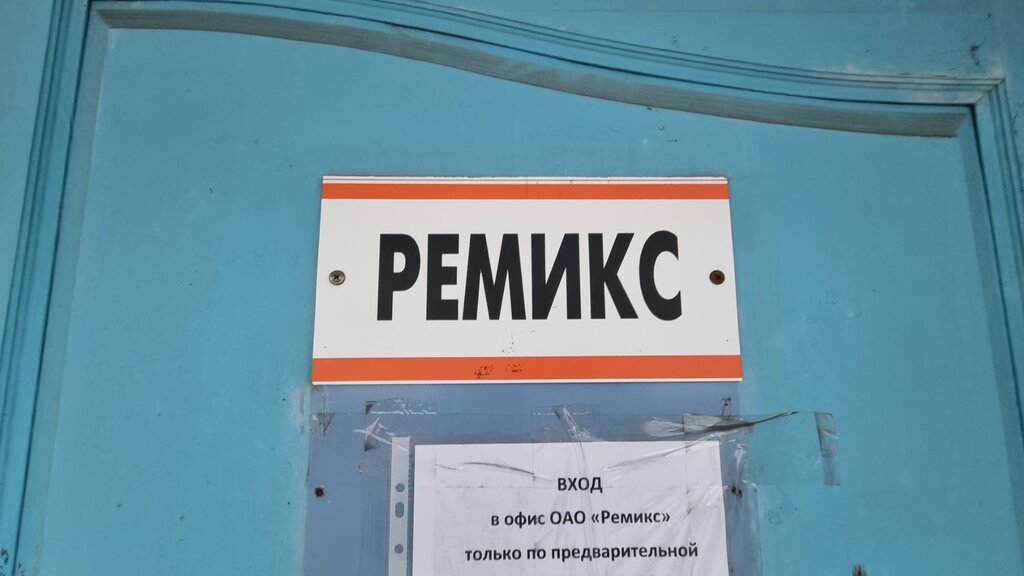 РЕМИКС
ВХОД
в офис ОАО «Ремикс»
только по предварительной